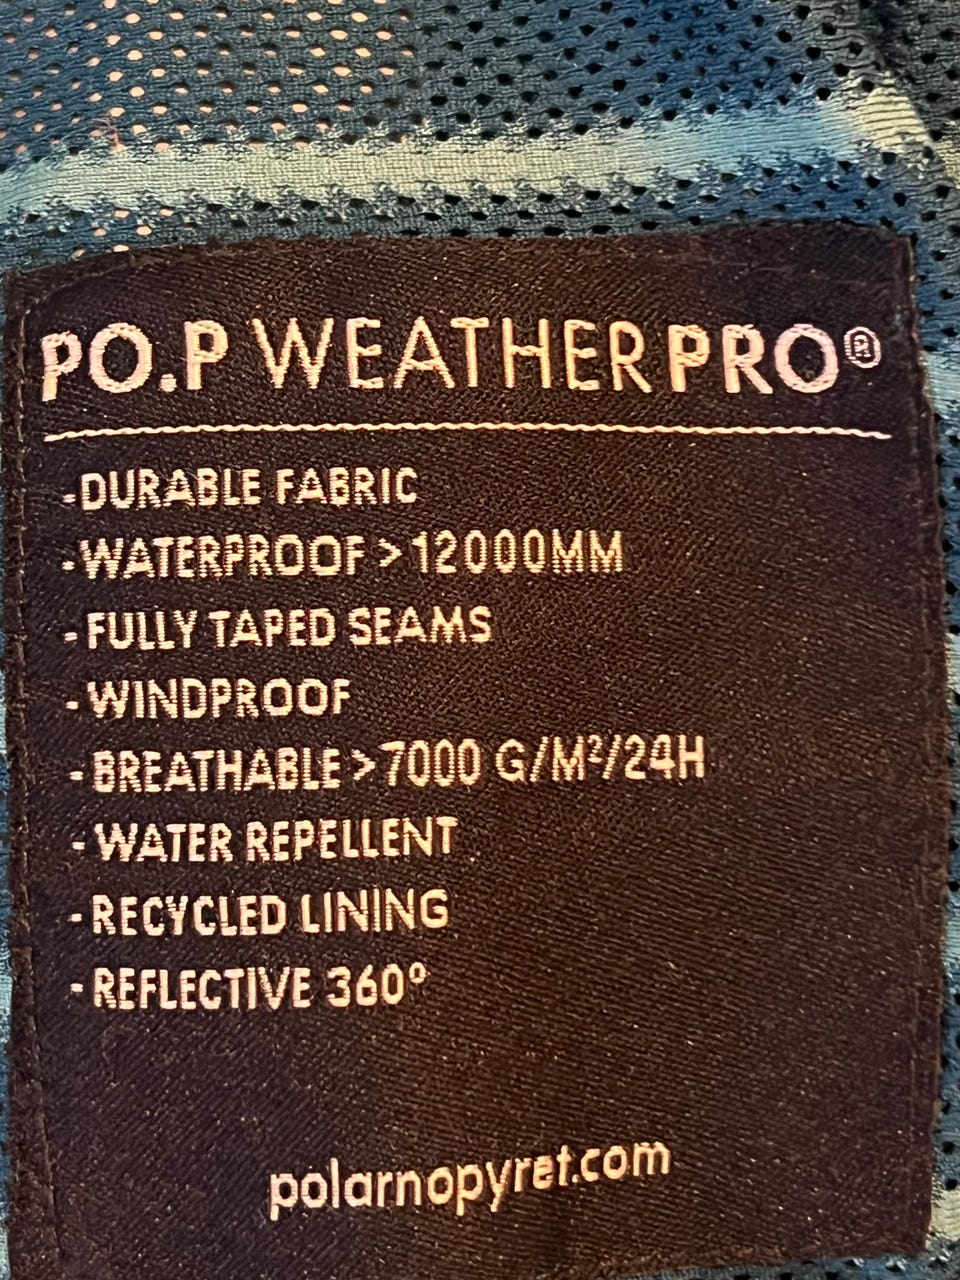 PO.P WEATHERPRO®
-DURABLE FABRIC
-WATERPROOF > 12000MM
- FULLY TAPED SEAMS
- WINDPROOF
- BREATHABLE > 7000 G/M²/24H
- WATER REPELLENT
- RECYCLED LINING
- REFLECTIVE 360°
polarnopyret.com